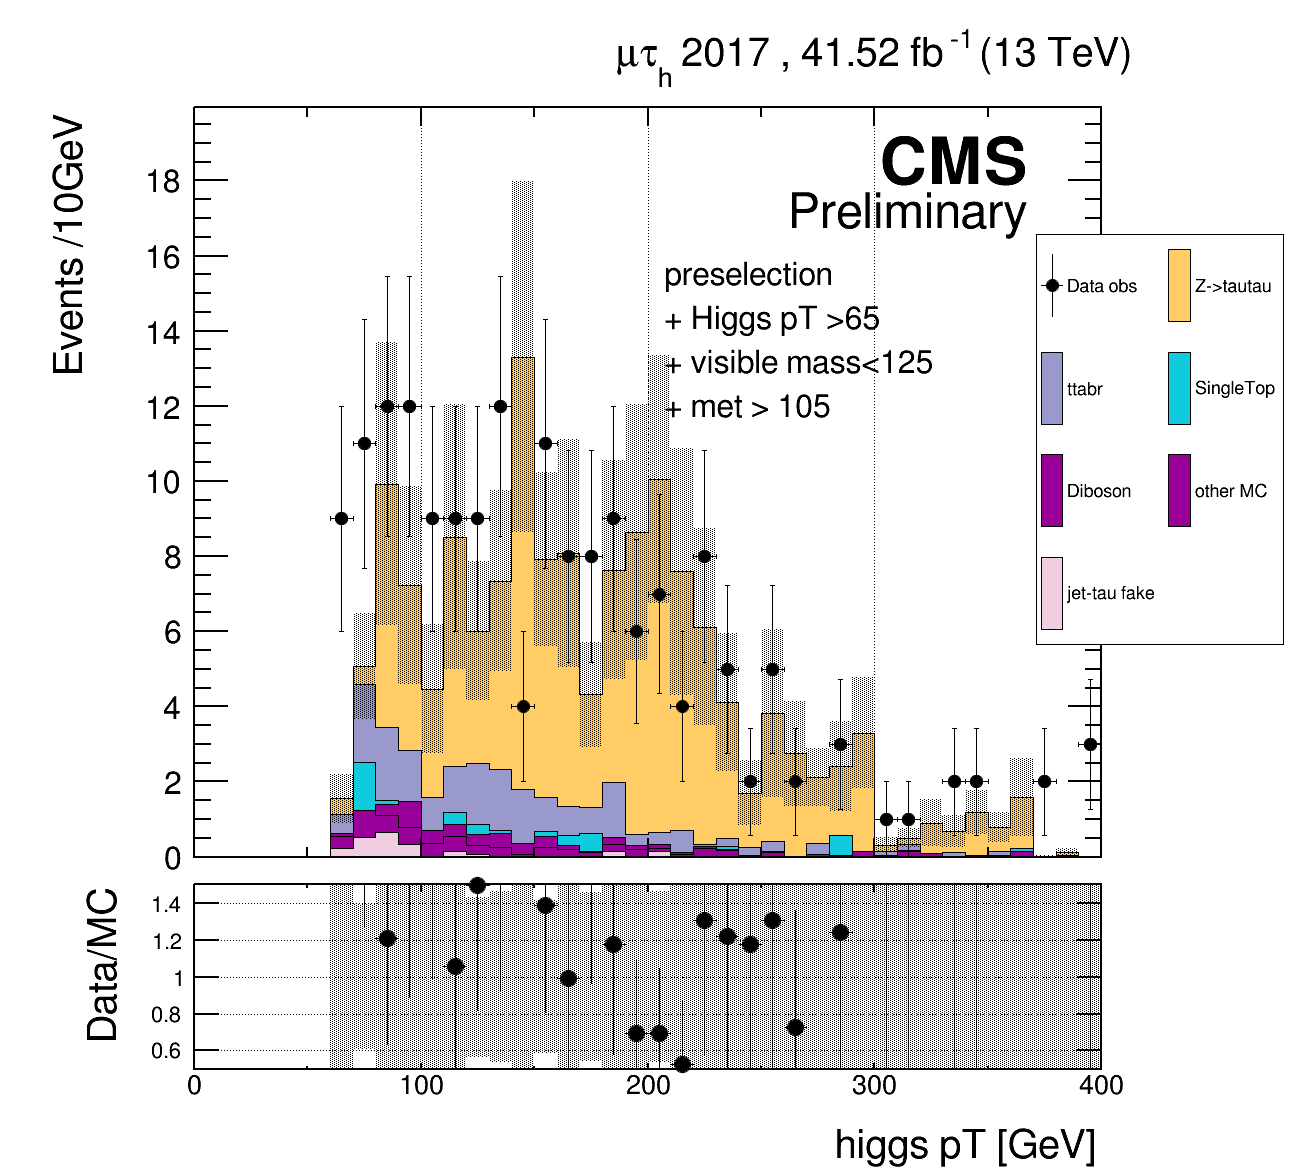 μτh 2017 , 41.52 fb-1 (13 TeV)
Events /10GeV
CMS
Preliminary
preselection
+ Higgs pT >65
+ visible mass<125
+ met > 105
Data obs
Z->tautau
ttabr
SingleTop
Diboson
other MC
jet-tau fake
18
16
14
12
10
8
6
4
2
0
Data/MC
1.4
1.2
1
0.8
0.6
0 100 200 300 400
higgs pT [GeV]